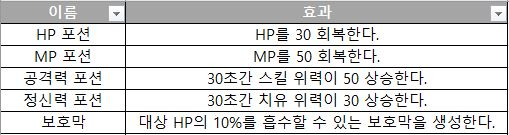 이름 효과
HP 포션 HP를 30 회복한다.
MP 포션 MP를 50 회복한다.
공격력 포션 30초간 스킬 위력이 50 상승한다.
정신력 포션 30초간 치유 위력이 30 상승한다.
보호막 대상 HP의 10%를 흡수할 수 있는 보호막을 생성한다.